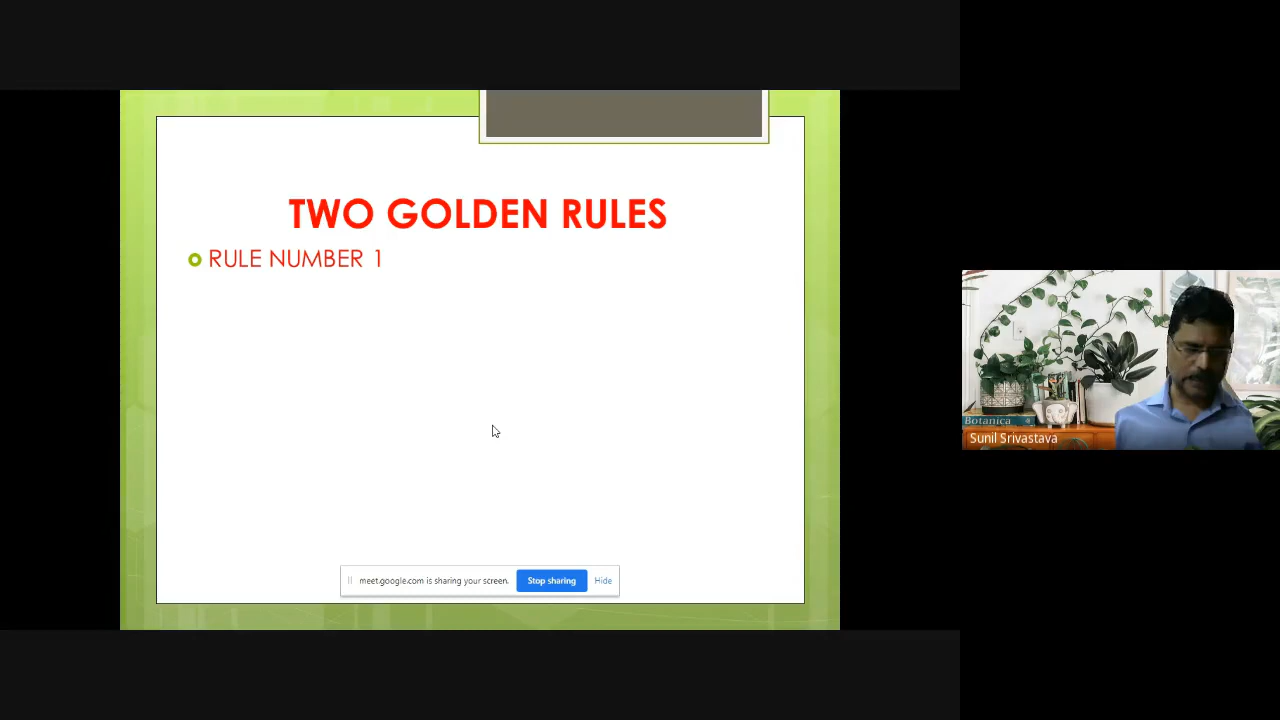 TWO GOLDEN RULES
RULE NUMBER 1
meet.google.com is sharing your screen. Stop sharing Hide
Botanica
Sunil Srivastava